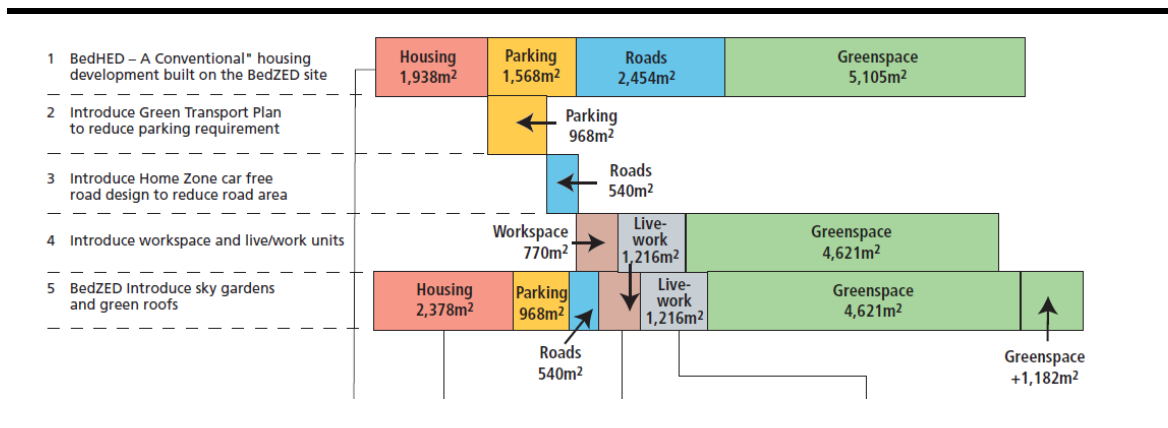 1 BedHED – A Conventional" housing
development built on the BedZED site
Housing
1,938m²
Parking
1,568m²
Roads
2,454m²
Greenspace
5,105m²
2 Introduce Green Transport Plan
to reduce parking requirement
Parking
968m²
3 Introduce Home Zone car free
road design to reduce road area
Roads
540m²
4 Introduce workspace and live/work units
Workspace
770m²
Live-
work
1,216m²
Greenspace
4,621m²
5 BedZED Introduce sky gardens
and green roofs
Housing
2,378m²
Parking
968m²
Roads
540m²
Live-
work
1,216m²
Greenspace
4,621m²
Greenspace
+1,182m²